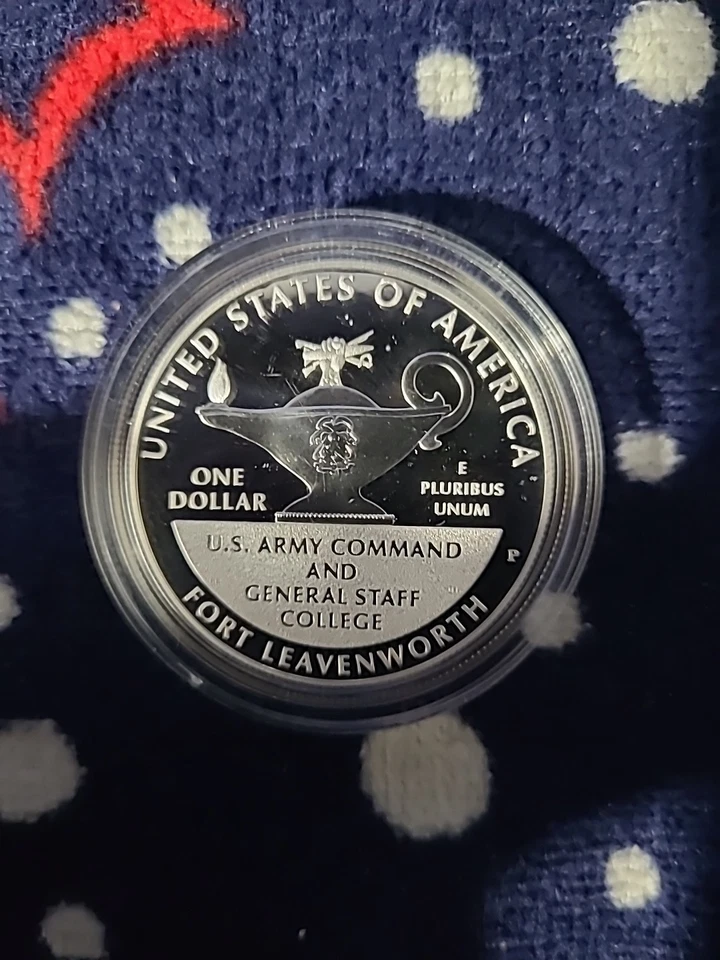 UNITED STATES OF AMERICA
ONE
DOLLAR
E
PLURIBUS
UNUM
U.S. ARMY COMMAND
AND
GENERAL STAFF
COLLEGE
P
FORT LEAVENWORTH